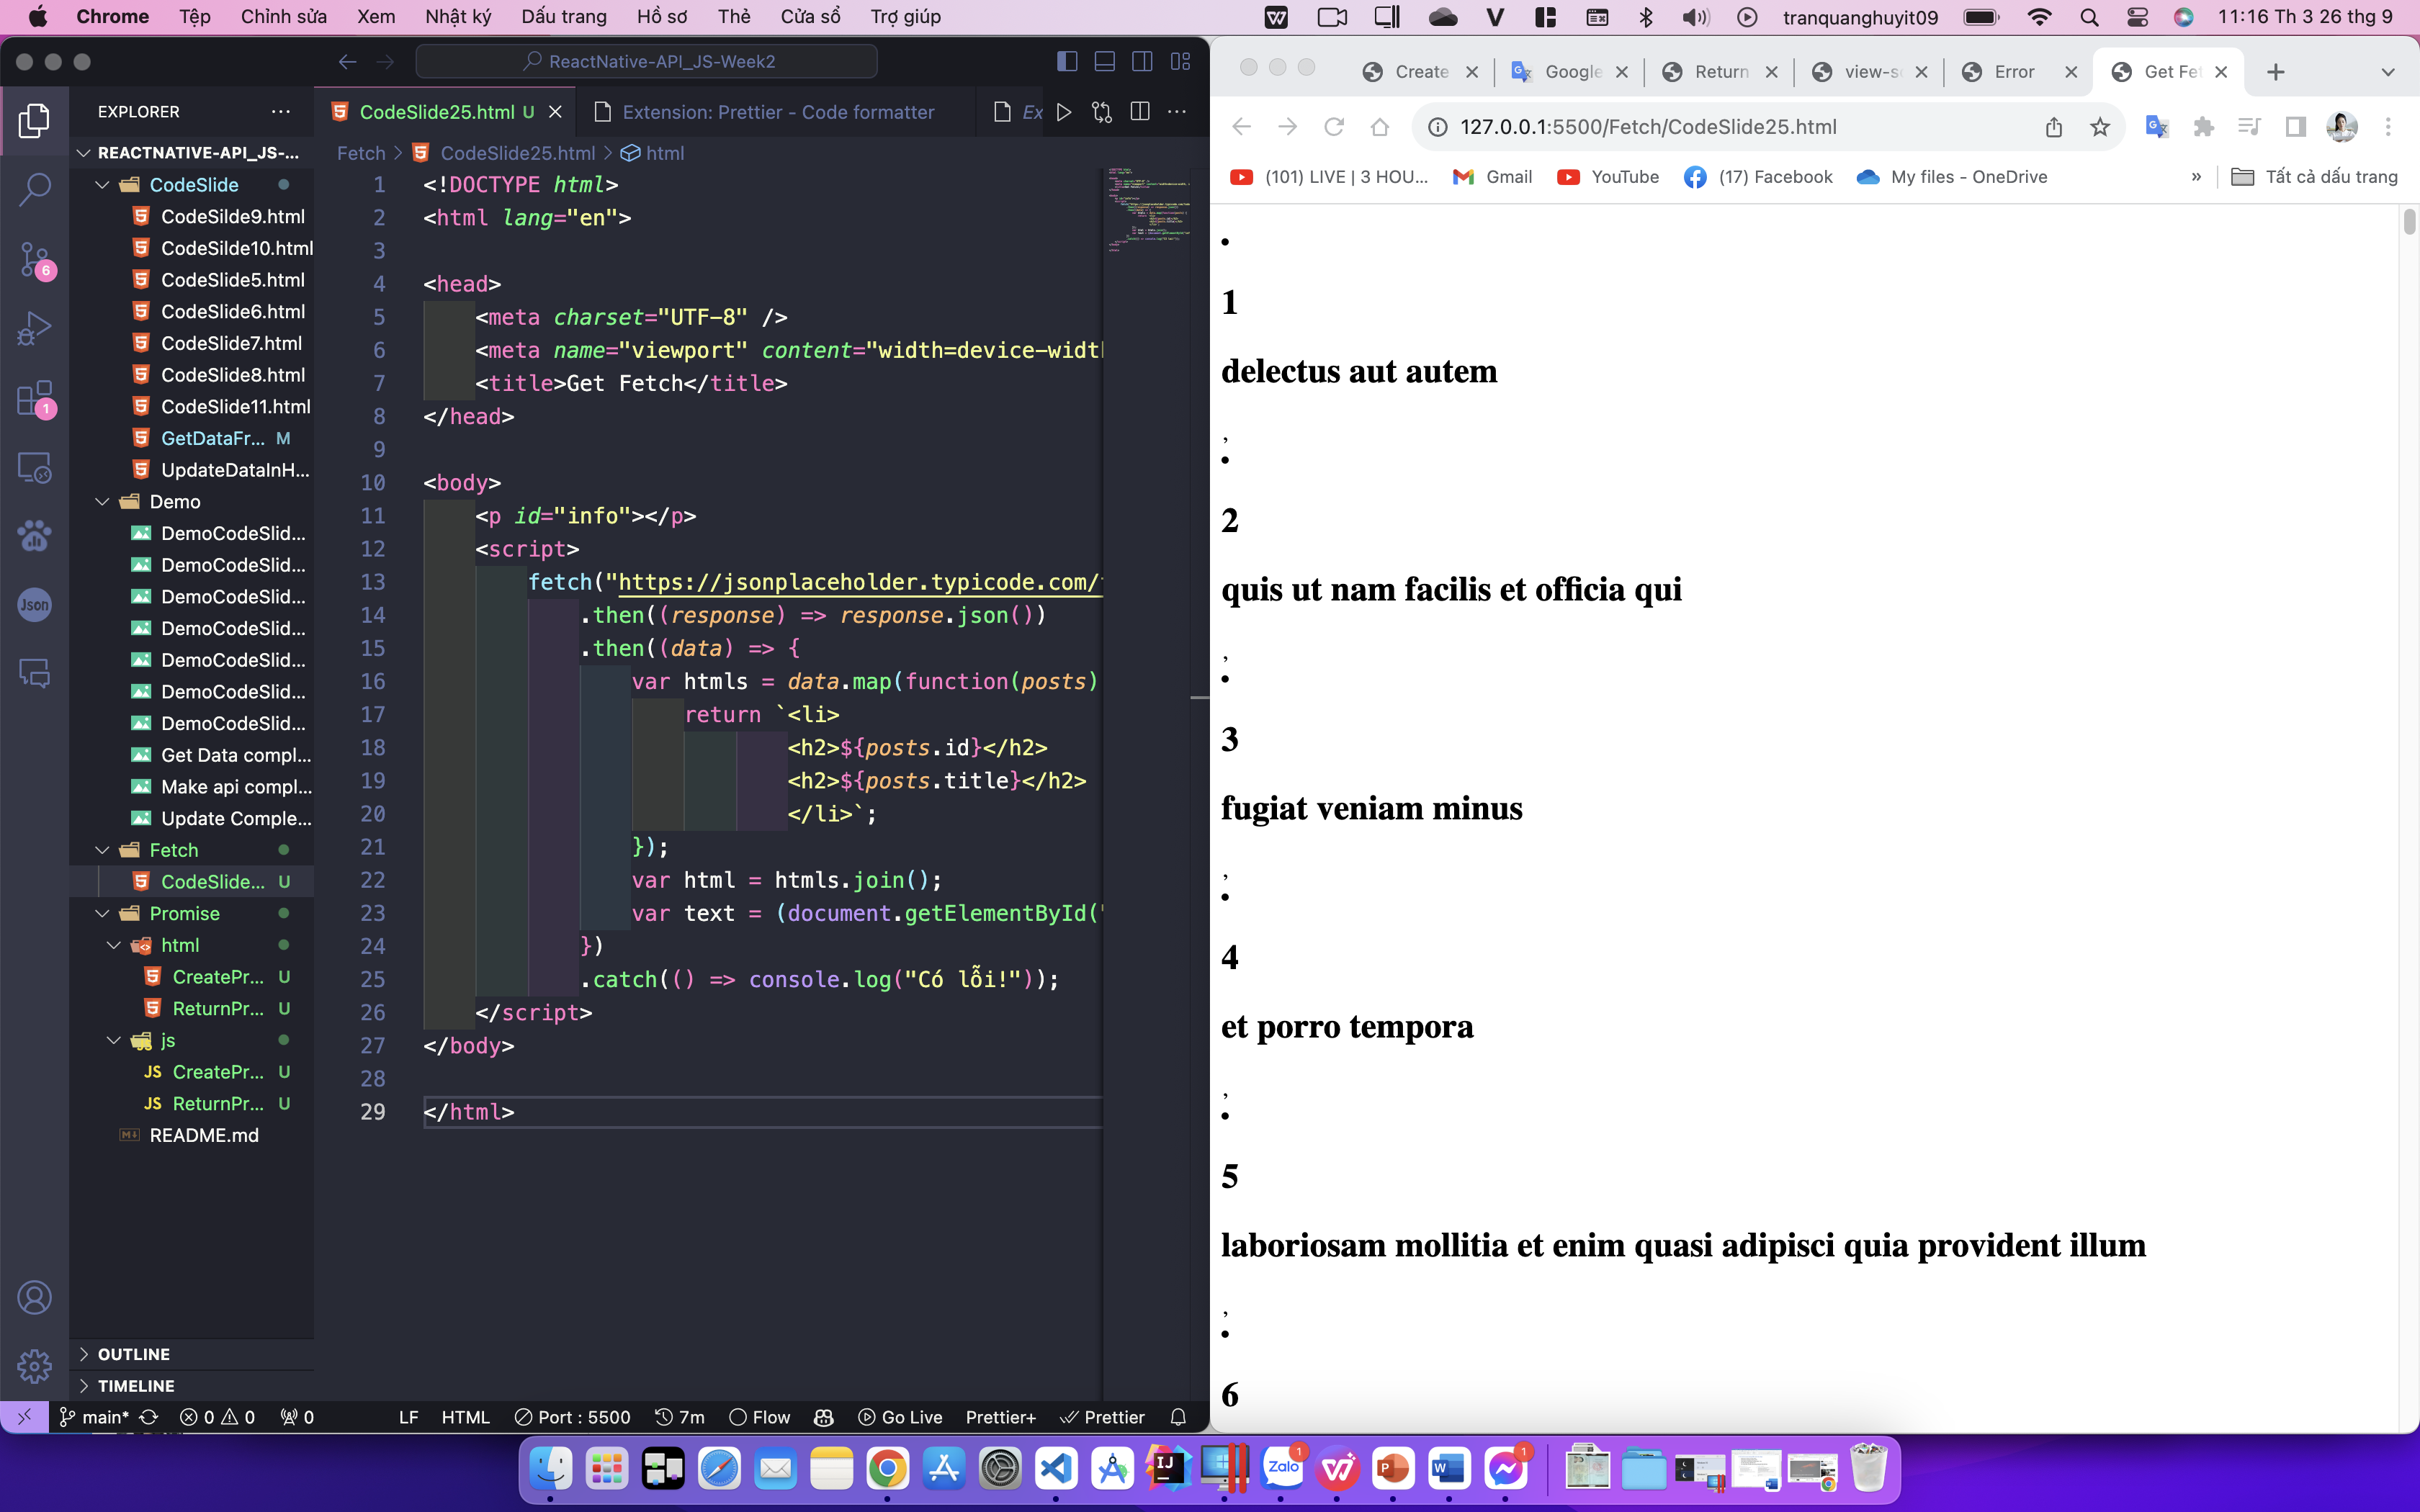 Chrome Tệp Chỉnh sửa Xem Nhật ký Dấu trang Hồ sơ Thẻ Cửa sổ Trợ giúp tranquanghuyit09 11:16 Th 3 26 thg 9
ReactNative-API_JS-Week2
EXPLORER
REACTNATIVE-API_JS-...
CodeSlide
CodeSilde9.html
CodeSilde10.html
CodeSlide5.html
CodeSlide6.html
CodeSlide7.html
CodeSlide8.html
CodeSlide11.html
GetDataFr... M
UpdateDataInH...
Demo
DemoCodeSlid...
DemoCodeSlid...
DemoCodeSlid...
DemoCodeSlid...
DemoCodeSlid...
DemoCodeSlid...
DemoCodeSlid...
Get Data compl...
Make api compl...
Update Comple...
Fetch
CodeSlide... U
Promise
html
CreatePr... U
ReturnPr... U
js
JS CreatePr... U
JS ReturnPr... U
README.md
OUTLINE
TIMELINE
6
1
Json
CodeSlide25.html U Extension: Prettier - Code formatter Ex
Fetch > CodeSlide25.html > html
1 <!DOCTYPE html>
2 <html lang="en">
3
4 <head>
5 <meta charset="UTF-8" />
6 <meta name="viewport" content="width=device-widt
7 <title>Get Fetch</title>
8 </head>
9
10 <body>
11 <p id="info"></p>
12 <script>
13 fetch("https://jsonplaceholder.typicode.com/
14 .then((response) => response.json())
15 .then((data) => {
16 var htmls = data.map(function(posts)
17 return `<li>
18 <h2>${posts.id}</h2>
19 <h2>${posts.title}</h2>
20 </li>`;
21 });
22 var html = htmls.join();
23 var text = (document.getElementById(
24 })
25 .catch(() => console.log("Có lỗi!"));
26 </script>
27 </body>
28
29 </html>
main* 0 0 0 LF HTML Port : 5500 7m Flow Go Live Prettier+ Prettier
Create Google Return view-s Error Get Fet
127.0.0.1:5500/Fetch/CodeSlide25.html
(101) LIVE | 3 HOU... Gmail YouTube (17) Facebook My files - OneDrive » Tất cả dấu trang
•
1
delectus aut autem
,
•
2
quis ut nam facilis et officia qui
,
•
3
fugiat veniam minus
,
•
4
et porro tempora
,
•
5
laboriosam mollitia et enim quasi adipisci quia provident illum
,
•
6
IJ Zalo 1 P W 1